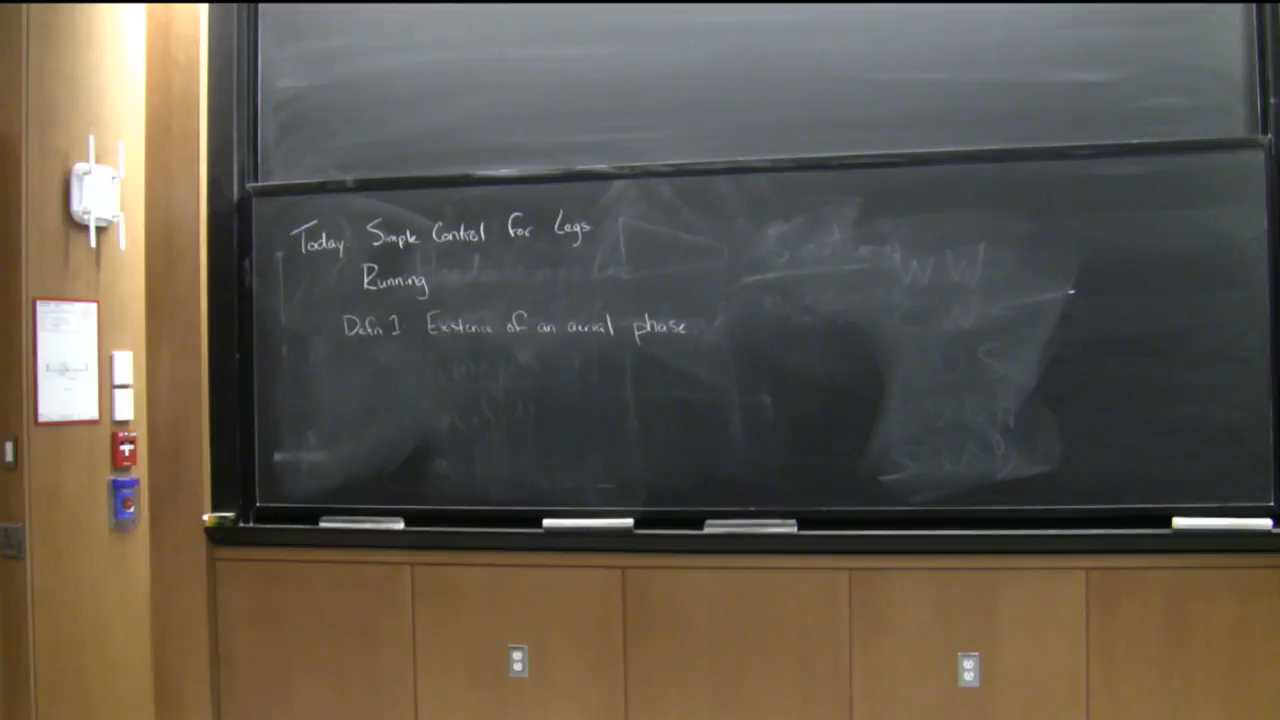 Today: Simple Control for Legs
Running
Defn 1: Existence of an aerial phase